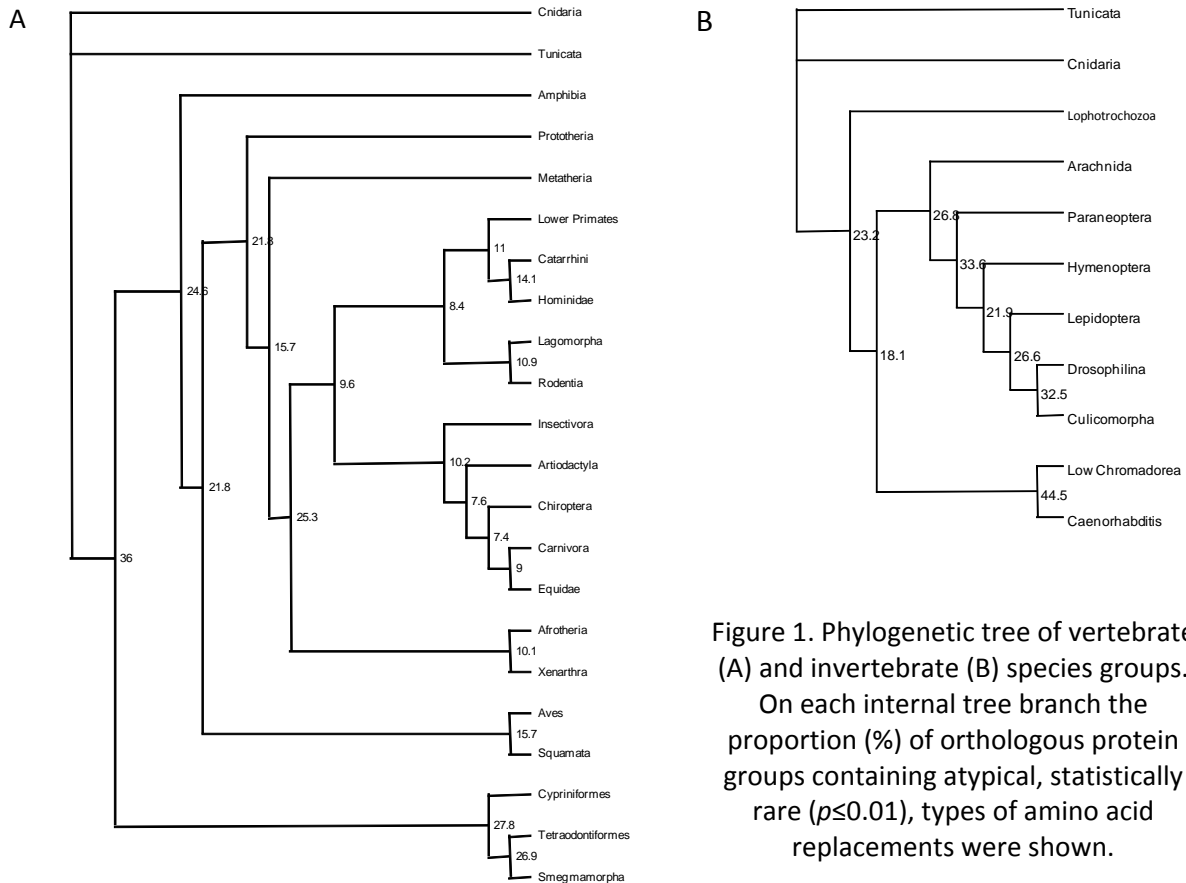 A
Cnidaria
Tunicata
Amphibia
Prototheria
Metatheria
Lower Primates
Catarrhini
Hominidae
Lagomorpha
Rodentia
Insectivora
Artiodactyla
Chiroptera
Carnivora
Equidae
Afrotheria
Xenarthra
Aves
Squamata
Cypriniformes
Tetraodontiformes
Smegmamorpha
36
24.6
21.8
21.8
15.7
25.3
9.6
8.4
11
14.1
10.9
10.2
7.6
7.4
9
10.1
15.7
27.8
26.9
B
Tunicata
Cnidaria
Lophotrochozoa
Arachnida
Paraneoptera
Hymenoptera
Lepidoptera
Drosophilina
Culicomorpha
Low Chromadorea
Caenorhabditis
23.2
18.1
26.8
33.6
21.9
26.6
32.5
44.5
Figure 1. Phylogenetic tree of vertebrate
(A) and invertebrate (B) species groups.
On each internal tree branch the
proportion (%) of orthologous protein
groups containing atypical, statistically
rare (p≤0.01), types of amino acid
replacements were shown.